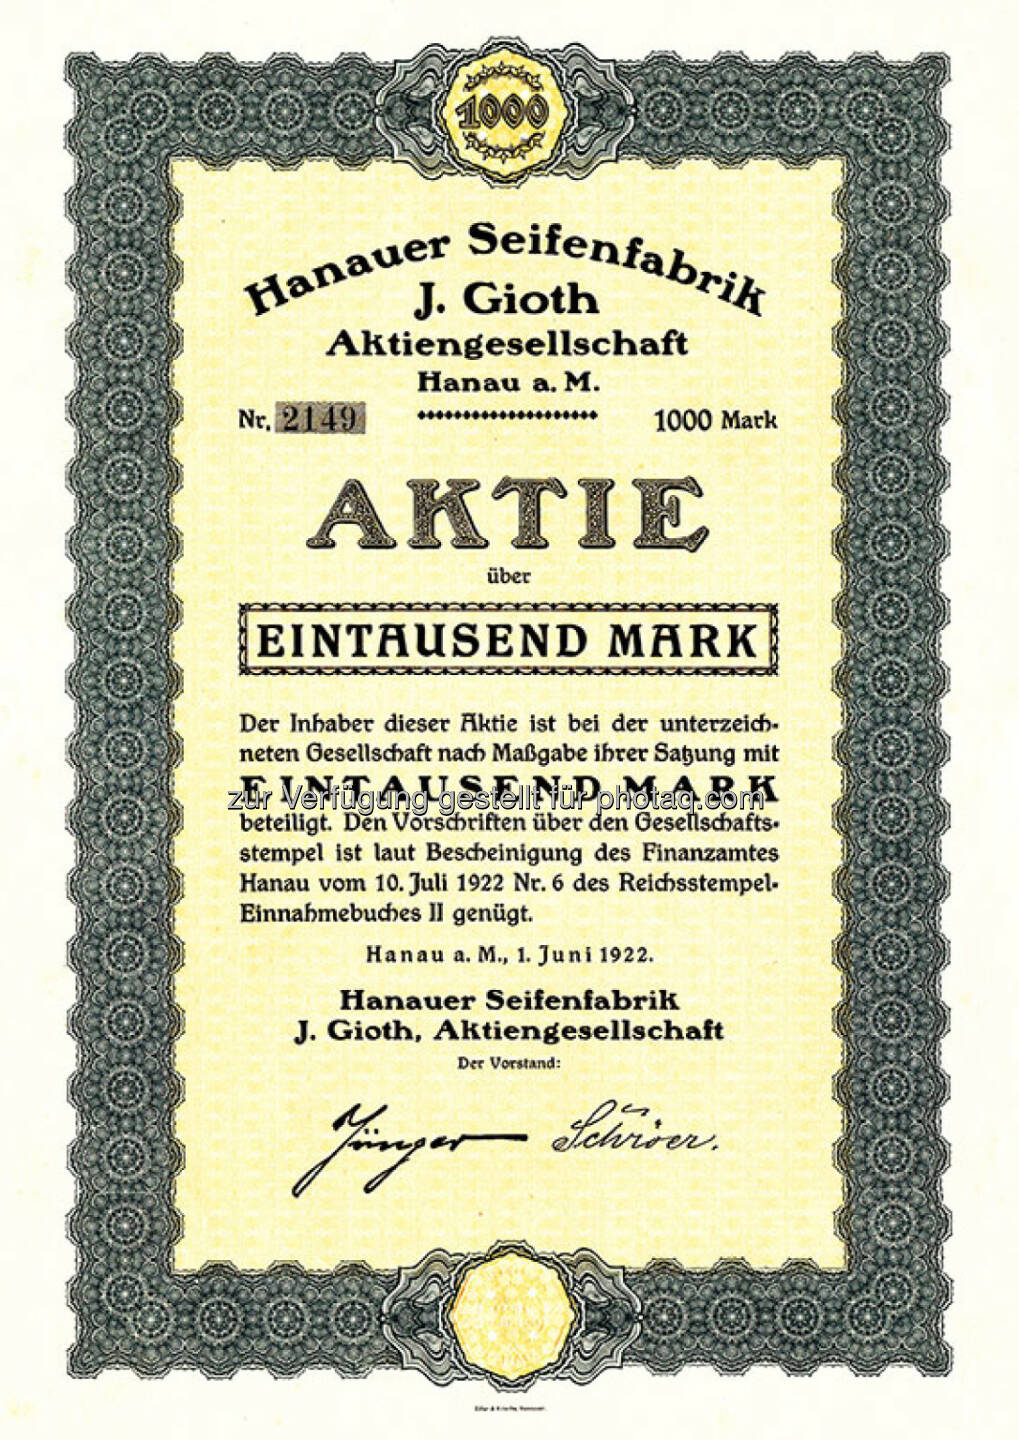 1000
Hanauer Seifenfabrik
J. Gioth
Aktiengesellschaft
Hanau a. M.
Nr. 2149 1000 Mark
AKTIE
über
EINTAUSEND MARK
Der Inhaber dieser Aktie ist bei der unterzeich-
neten Gesellschaft nach Maßgabe ihrer Satzung mit
EINTAUSEND MARK
zur Verfügung gestellt für photaq.com
beteiligt. Den Vorschriften über den Gesellschafts-
stempel ist laut Bescheinigung des Finanzamtes
Hanau vom 10. Juli 1922 Nr. 6 des Reichsstempel-
Einnahmebuches II genügt.
Hanau a. M., 1. Juni 1922.
Hanauer Seifenfabrik
J. Gioth, Aktiengesellschaft
Der Vorstand:
Jünger Schröer.